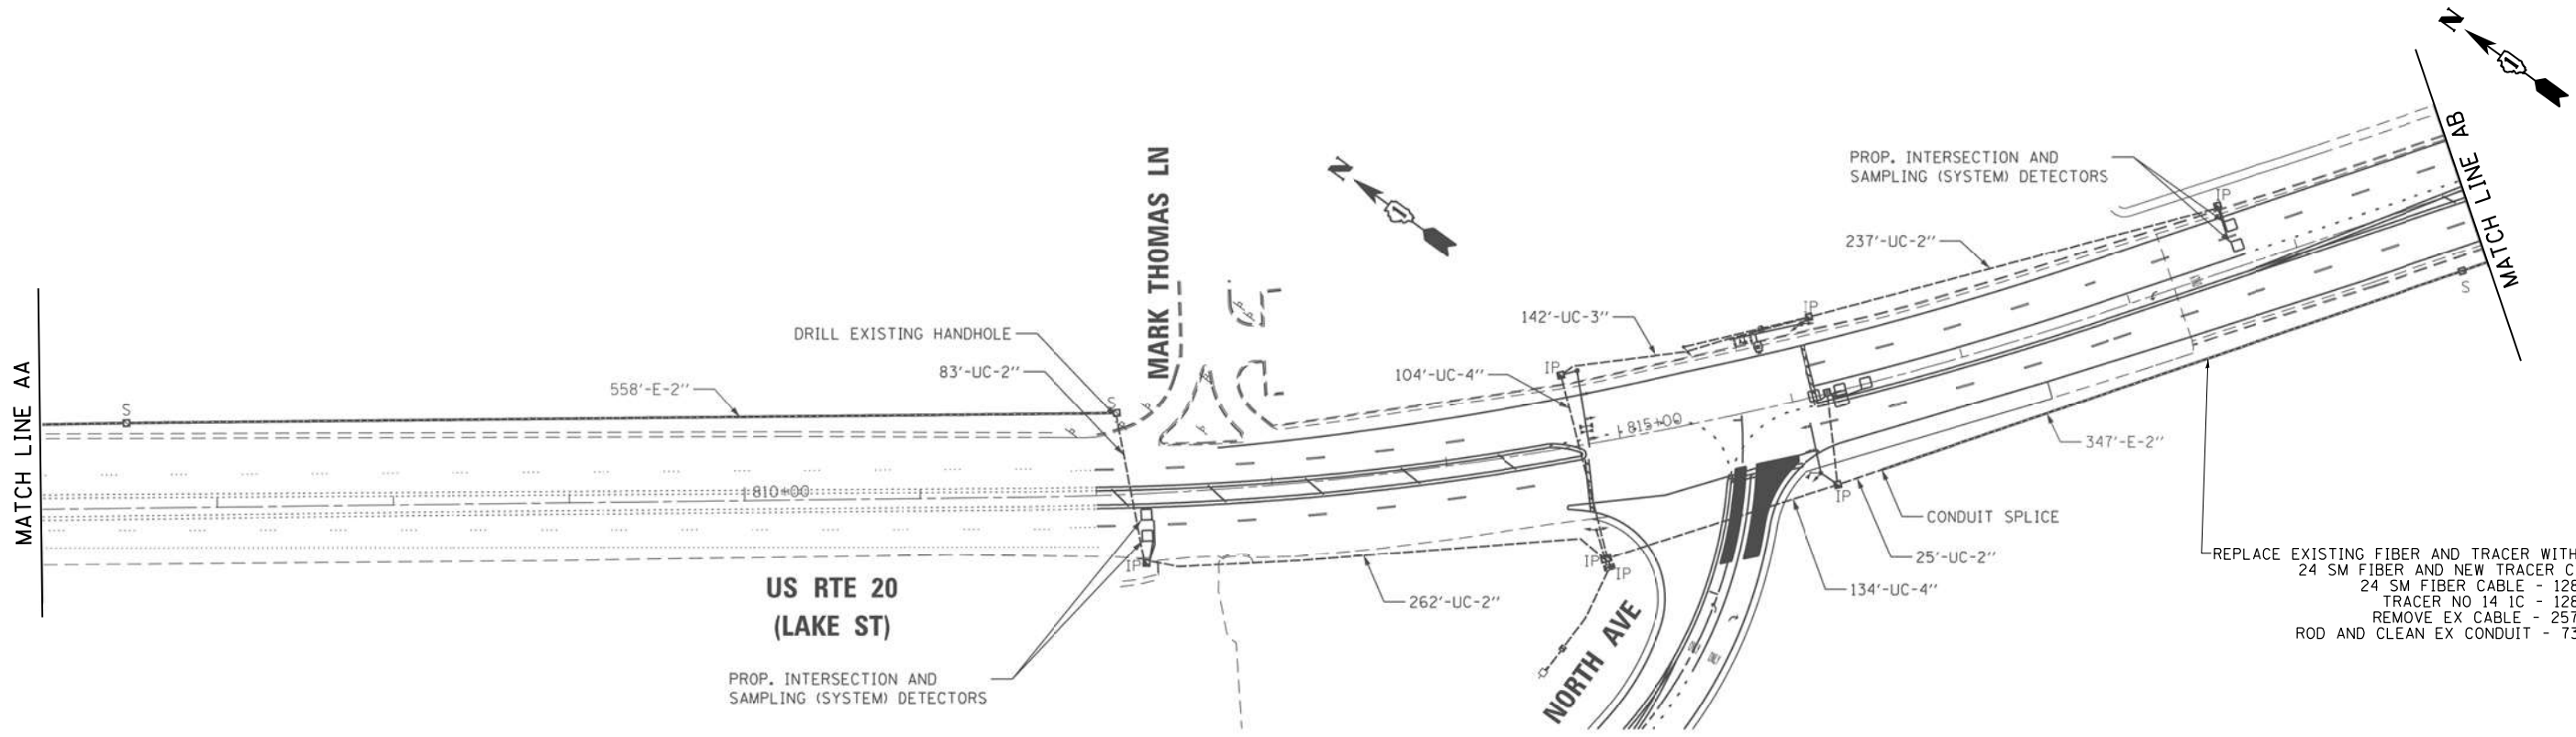 N
MATCH LINE AB
MATCH LINE AA
MARK THOMAS LN
N
PROP. INTERSECTION AND
SAMPLING (SYSTEM) DETECTORS
IP
237'-UC-2"
S
DRILL EXISTING HANDHOLE
83'-UC-2"
558'-E-2"
S
S
142'-UC-3"
IP
104'-UC-4"
IP
815+00
810+00
347'-E-2"
IP
CONDUIT SPLICE
25'-UC-2"
134'-UC-4"
IP
IP
IP
262'-UC-2"
US RTE 20
(LAKE ST)
NORTH AVE
PROP. INTERSECTION AND
SAMPLING (SYSTEM) DETECTORS
REPLACE EXISTING FIBER AND TRACER WITH
24 SM FIBER AND NEW TRACER C
24 SM FIBER CABLE - 128
TRACER NO 14 1C - 128
REMOVE EX CABLE - 257
ROD AND CLEAN EX CONDUIT - 73